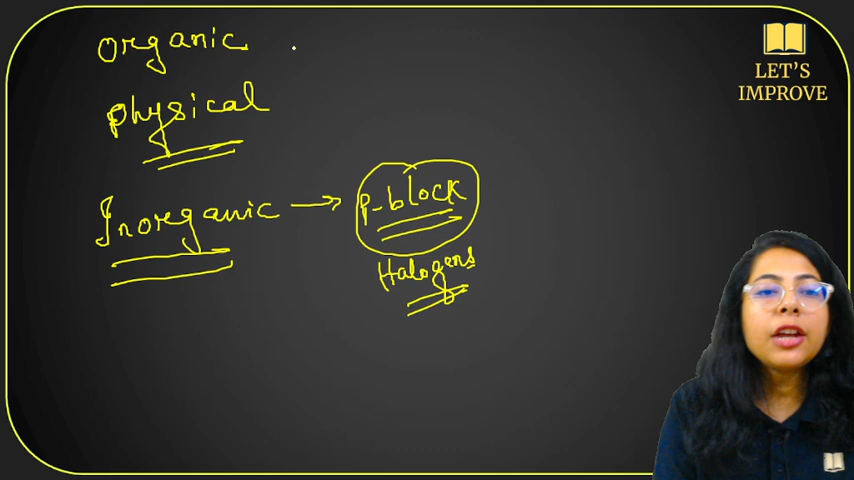 organic
physical
Inorganic → p-block
Halogens
LET'S
IMPROVE